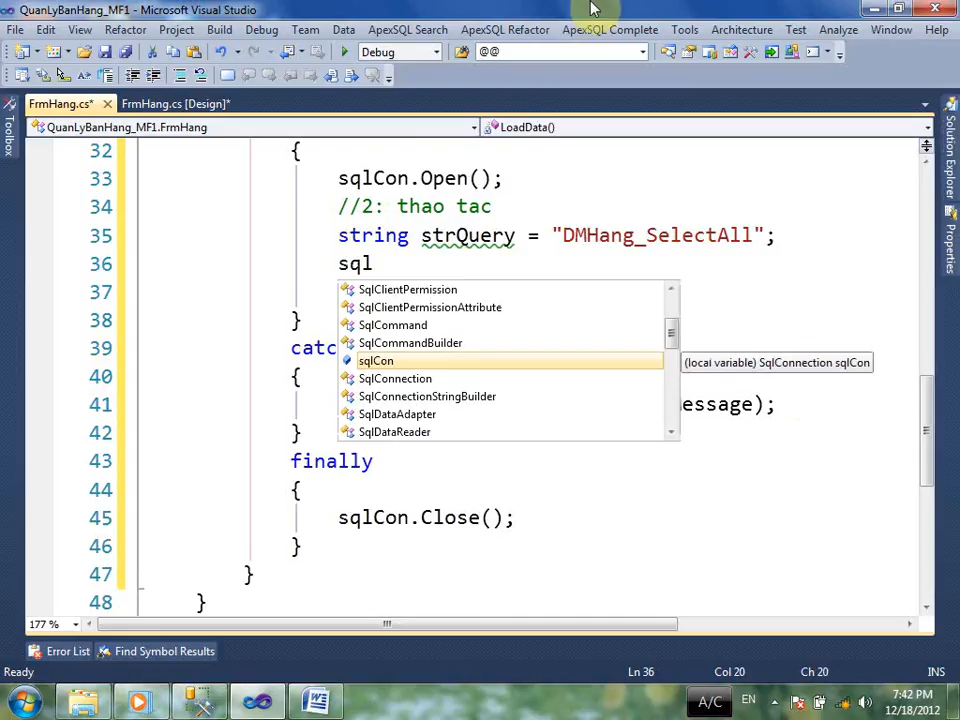 QuanLyBanHang_MF1 - Microsoft Visual Studio
File Edit View Refactor Project Build Debug Team Data ApexSQL Search ApexSQL Refactor ApexSQL Complete Tools Architecture Test Analyze Window Help
Debug @@
FrmHang.cs* FrmHang.cs [Design]*
QuanLyBanHang_MF1.FrmHang LoadData()
Toolbox
Solution Explorer
Properties
32 {
33 sqlCon.Open();
34 //2: thao tac
35 string strQuery = "DMHang_SelectAll";
36 sql
SqlClientPermission
37
SqlClientPermissionAttribute
38 }
SqlCommand
SqlCommandBuilder
39 catc
sqlCon (local variable) SqlConnection sqlCon
40 {
SqlConnection
SqlConnectionStringBuilder
41 essage);
SqlDataAdapter
42 }
SqlDataReader
43 finally
44 {
45 sqlCon.Close();
46 }
47 }
48 }
177 %
Error List Find Symbol Results
Ready Ln 36 Col 20 Ch 20 INS
A/C EN 7:42 PM
12/18/2012